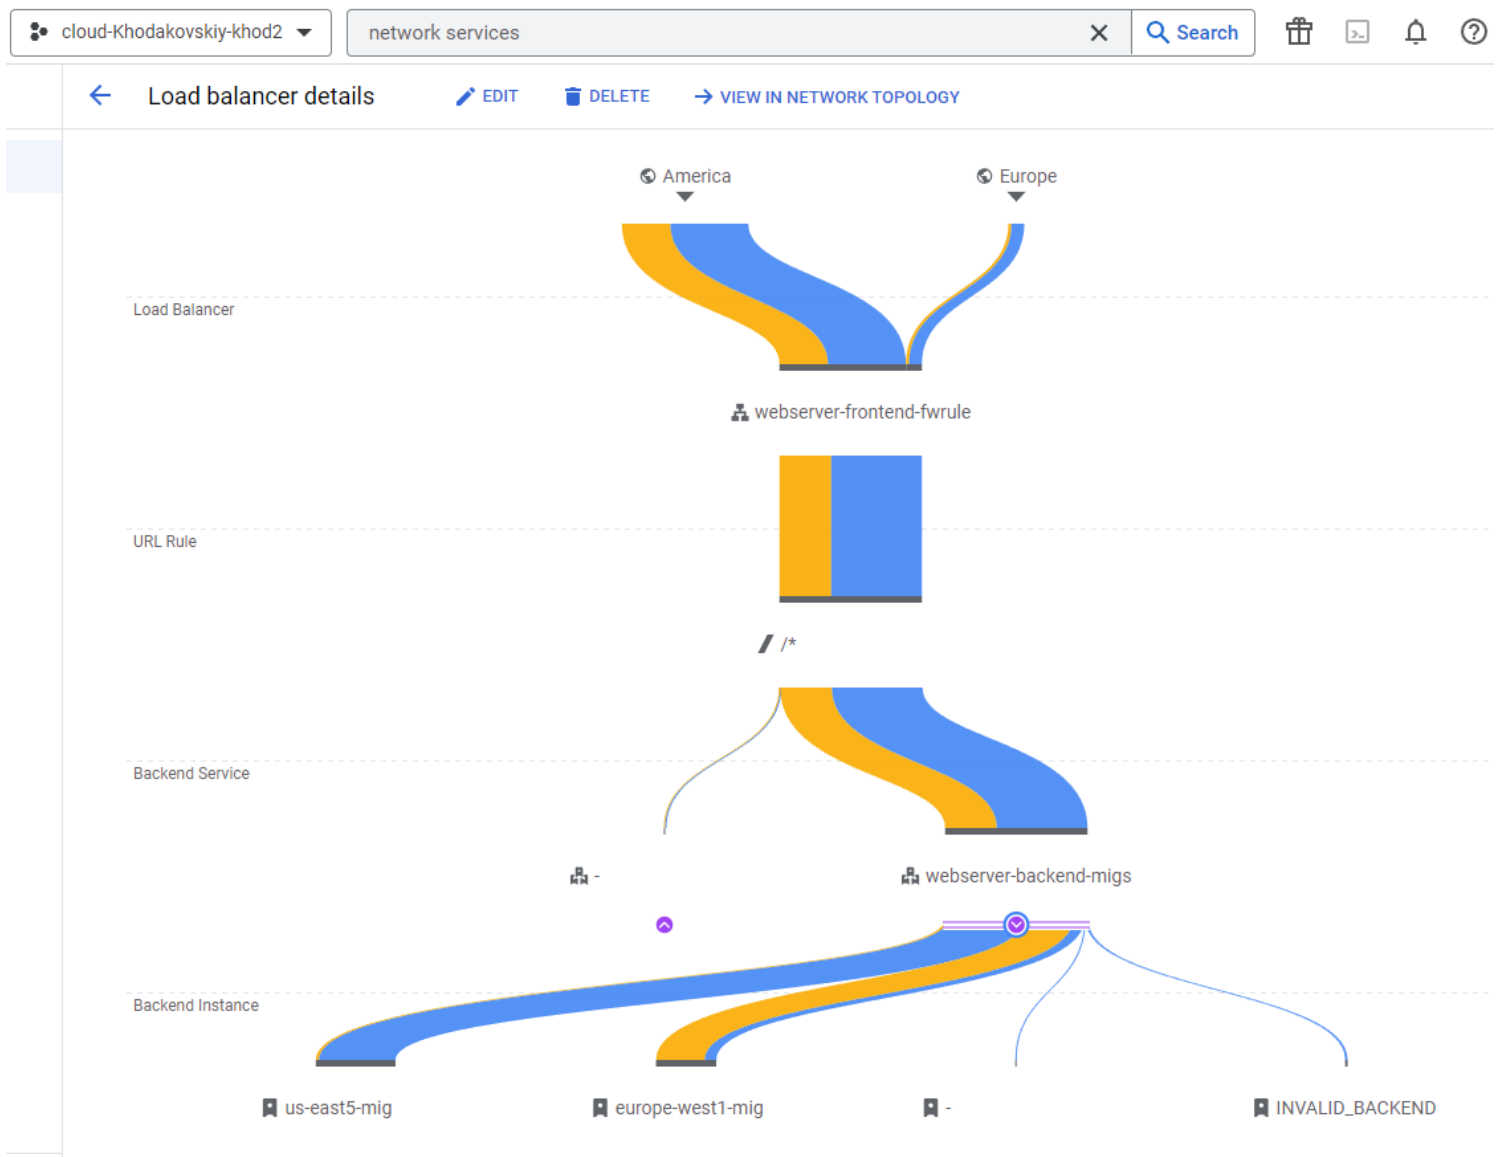 cloud-Khodakovskiy-khod2
network services
Search
Load balancer details
EDIT
DELETE
VIEW IN NETWORK TOPOLOGY
America
Europe
Load Balancer
webserver-frontend-fwrule
URL Rule
/*
Backend Service
-
webserver-backend-migs
Backend Instance
us-east5-mig
europe-west1-mig
-
INVALID_BACKEND